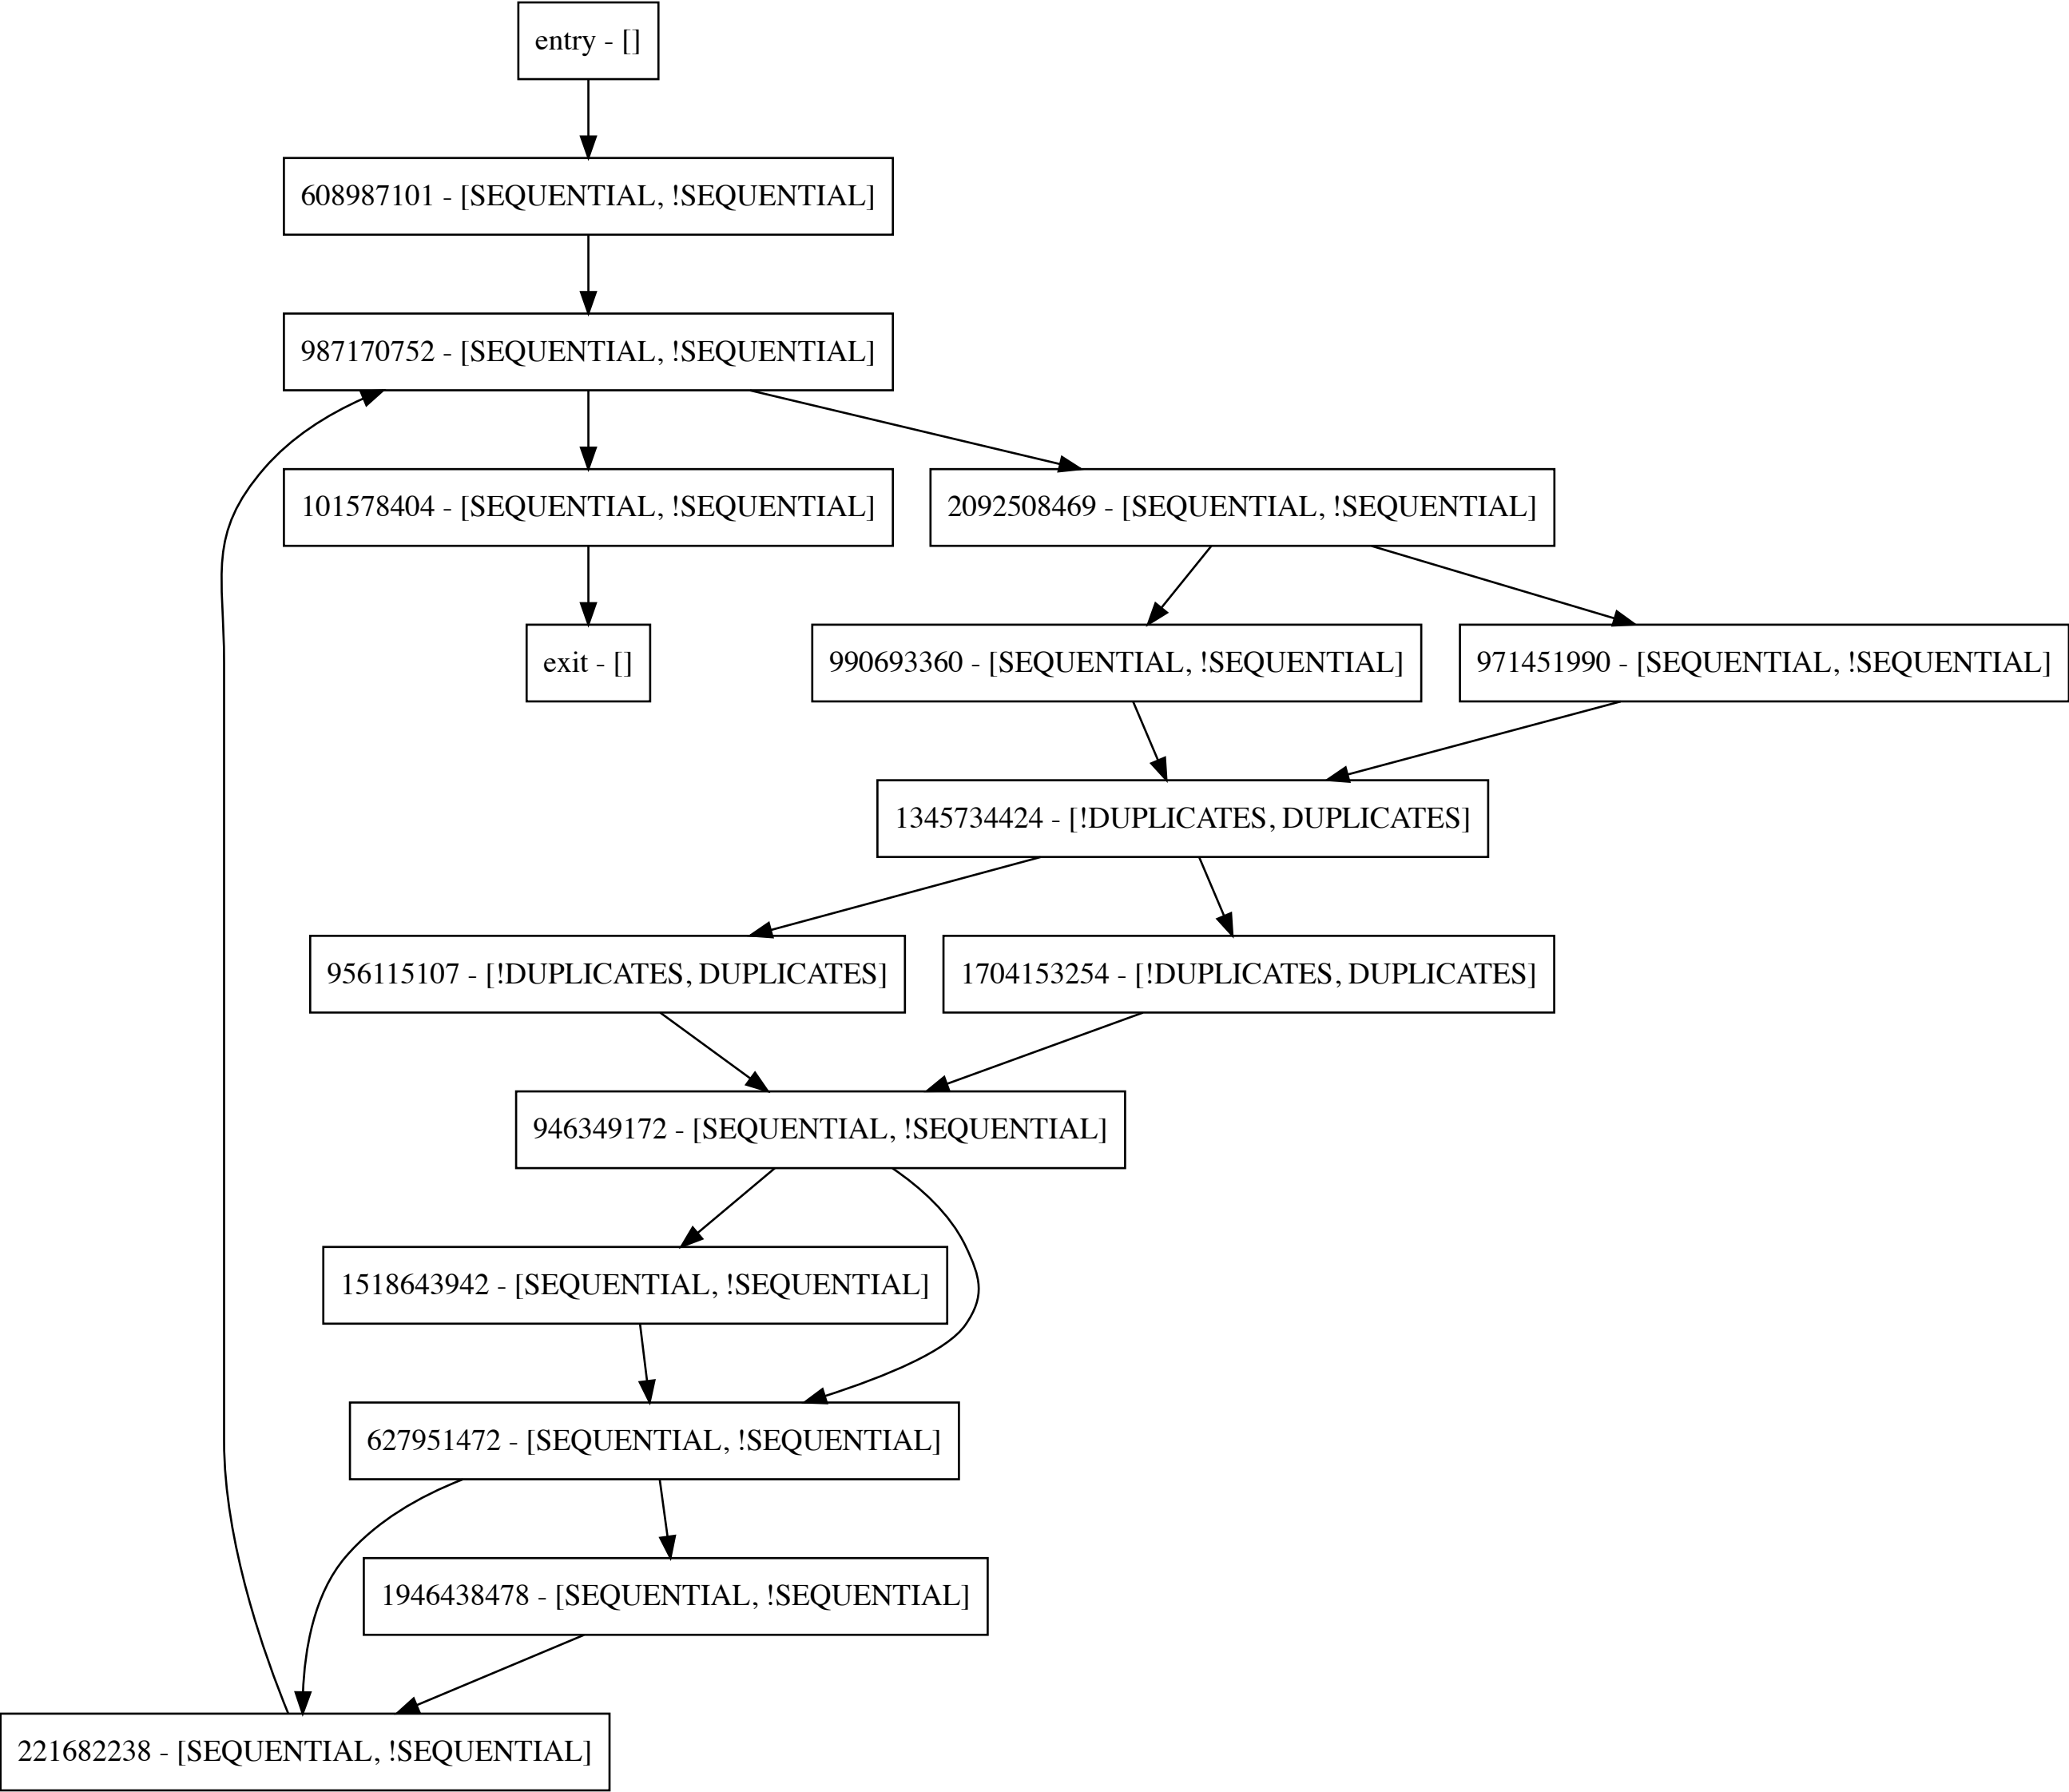 entry - []
608987101 - [SEQUENTIAL, !SEQUENTIAL]
987170752 - [SEQUENTIAL, !SEQUENTIAL]
101578404 - [SEQUENTIAL, !SEQUENTIAL]
2092508469 - [SEQUENTIAL, !SEQUENTIAL]
exit - []
990693360 - [SEQUENTIAL, !SEQUENTIAL]
971451990 - [SEQUENTIAL, !SEQUENTIAL]
1345734424 - [!DUPLICATES, DUPLICATES]
956115107 - [!DUPLICATES, DUPLICATES]
1704153254 - [!DUPLICATES, DUPLICATES]
946349172 - [SEQUENTIAL, !SEQUENTIAL]
1518643942 - [SEQUENTIAL, !SEQUENTIAL]
627951472 - [SEQUENTIAL, !SEQUENTIAL]
1946438478 - [SEQUENTIAL, !SEQUENTIAL]
221682238 - [SEQUENTIAL, !SEQUENTIAL]